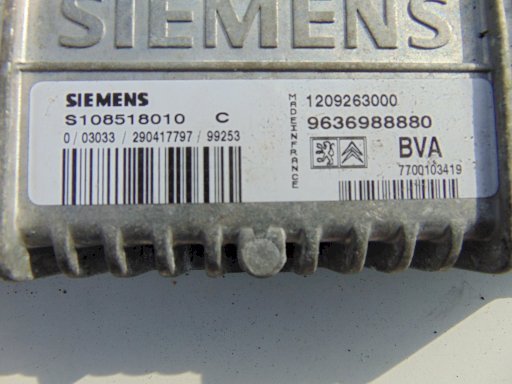 SIEMENS
SIEMENS
S108518010 C
0 / 03033 / 290417797 / 99253
MADE IN FRANCE
1209263000
9636988880
BVA
7700103419